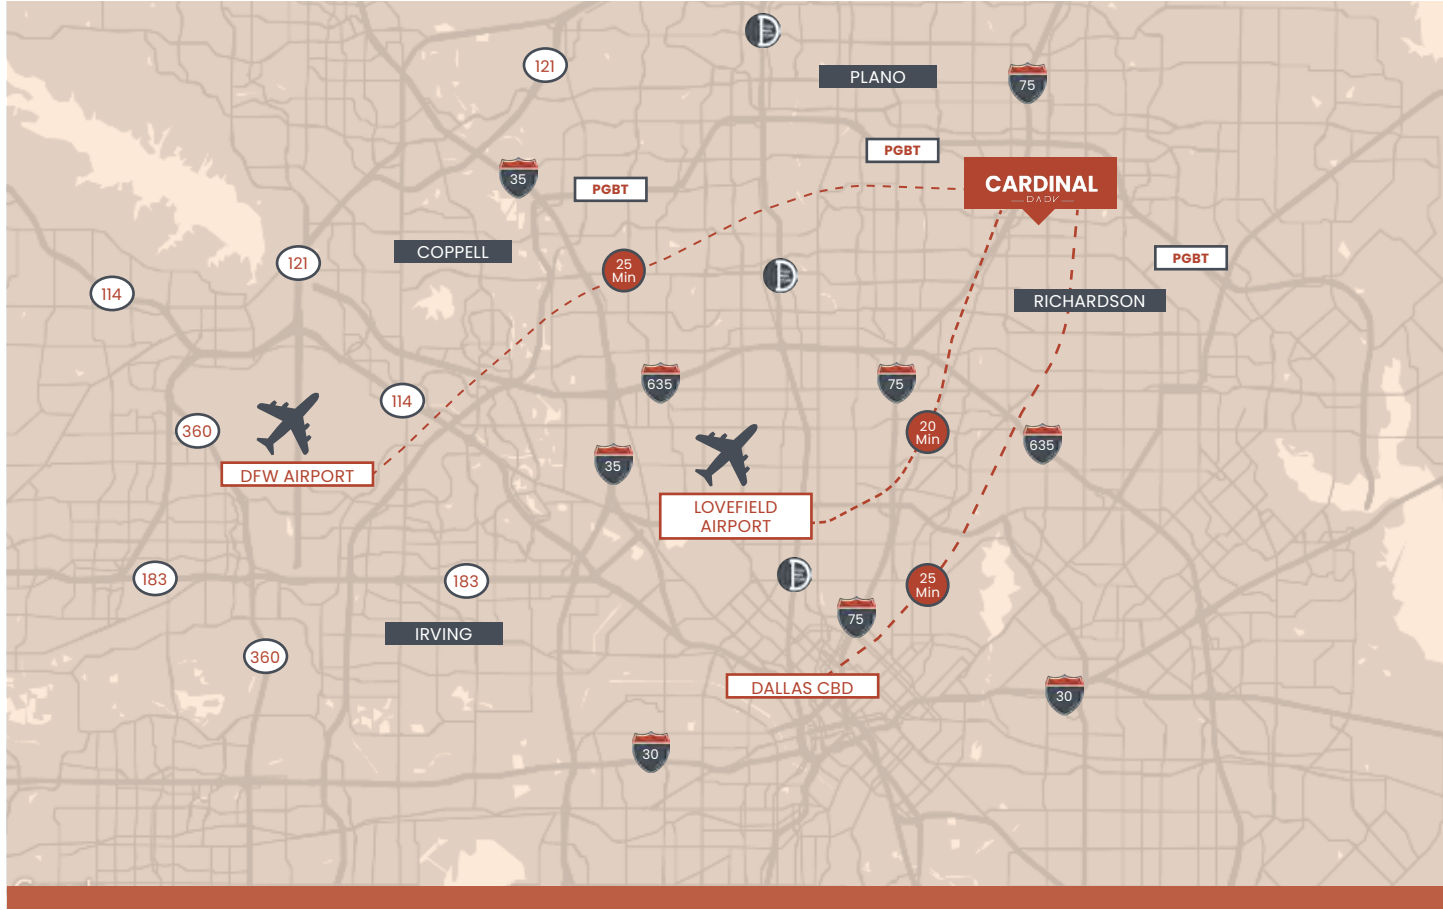 D
121
PLANO
75
PGBT
35
PGBT
CARDINAL
PARK
COPPELL
121
25
Min
D
PGBT
114
RICHARDSON
635
75
114
360
20
Min
635
35
DFW AIRPORT
LOVEFIELD
AIRPORT
183
183
D
25
Min
75
IRVING
360
DALLAS CBD
30
30